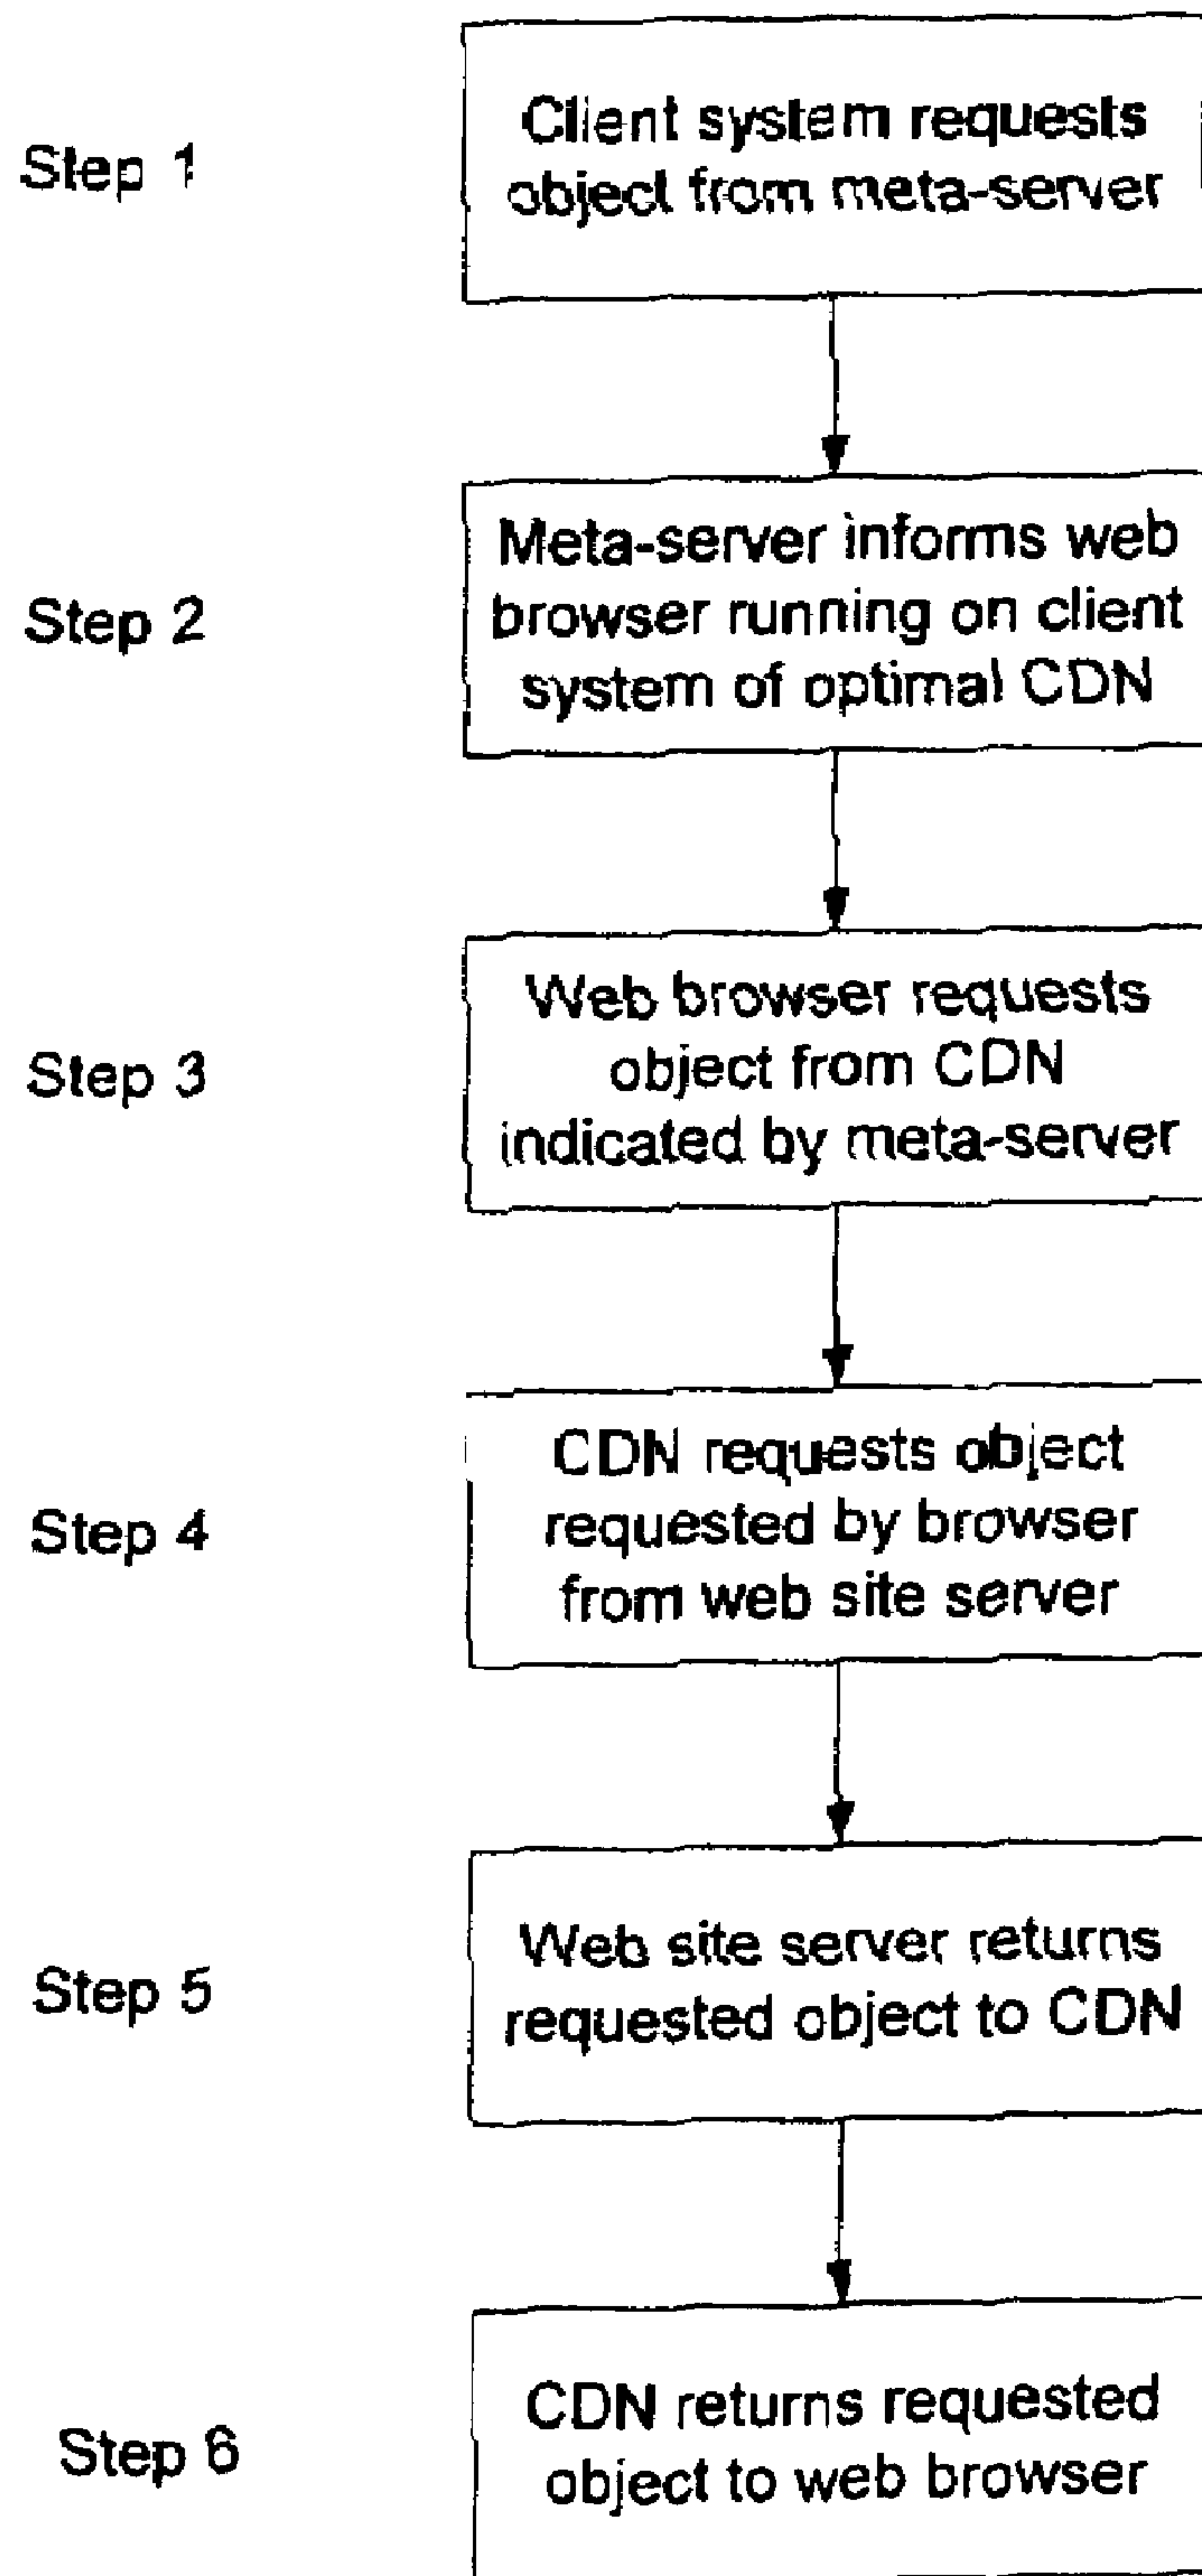 Step 1
Client system requests
object from meta-server
Step 2
Meta-server informs web
browser running on client
system of optimal CDN
Step 3
Web browser requests
object from CDN
indicated by meta-server
Step 4
CDN requests object
requested by browser
from web site server
Step 5
Web site server returns
requested object to CDN
Step 6
CDN returns requested
object to web browser